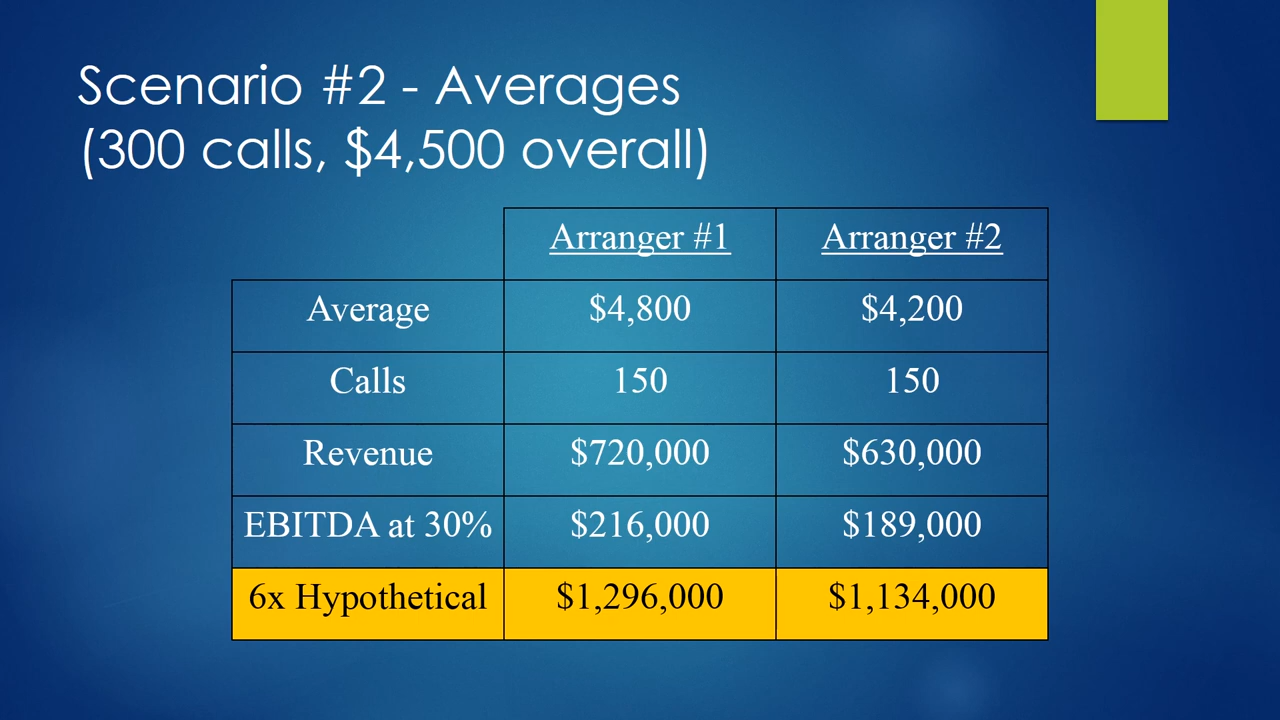 Scenario #2 - Averages
(300 calls, $4,500 overall)
Arranger #1 Arranger #2
Average $4,800 $4,200
Calls 150 150
Revenue $720,000 $630,000
EBITDA at 30% $216,000 $189,000
6x Hypothetical $1,296,000 $1,134,000